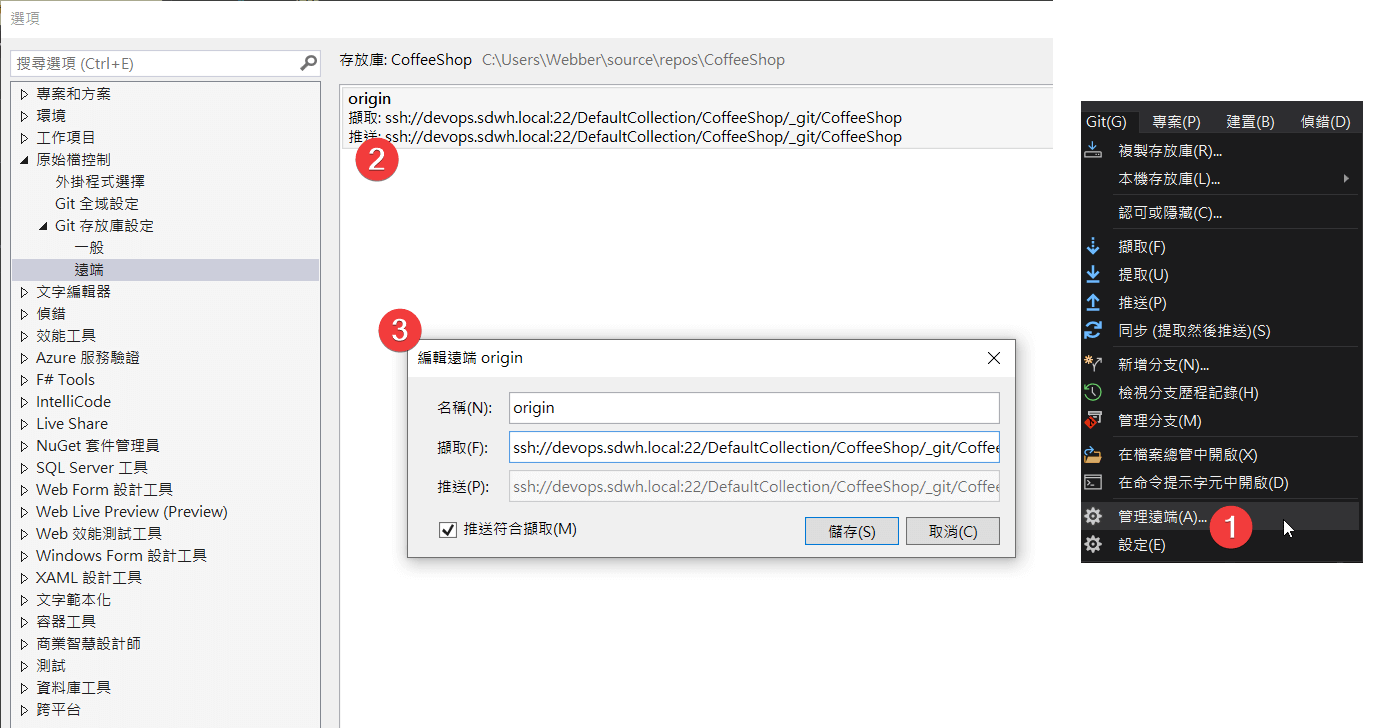 選項
搜尋選項 (Ctrl+E)
專案和方案
環境
工作項目
原始檔控制
外掛程式選擇
Git 全域設定
Git 存放庫設定
一般
遠端
文字編輯器
偵錯
效能工具
Azure 服務驗證
F# Tools
IntelliCode
Live Share
NuGet 套件管理員
SQL Server 工具
Web Form 設計工具
Web Live Preview (Preview)
Web 效能測試工具
Windows Form 設計工具
XAML 設計工具
文字範本化
容器工具
商業智慧設計師
測試
資料庫工具
跨平台
存放庫: CoffeeShop C:\Users\Webber\source\repos\CoffeeShop
origin
擷取: ssh://devops.sdwh.local:22/DefaultCollection/CoffeeShop/_git/CoffeeShop
推送: ssh://devops.sdwh.local:22/DefaultCollection/CoffeeShop/_git/CoffeeShop
2
3
編輯遠端 origin
名稱(N): origin
擷取(F): ssh://devops.sdwh.local:22/DefaultCollection/CoffeeShop/_git/Coffee
推送(P): ssh://devops.sdwh.local:22/DefaultCollection/CoffeeShop/_git/Coffee
推送符合擷取(M)
儲存(S) 取消(C)
Git(G) 專案(P) 建置(B) 偵錯(D)
複製存放庫(R)...
本機存放庫(L)...
認可或隱藏(C)...
擷取(F)
提取(U)
推送(P)
同步 (提取然後推送)(S)
新增分支(N)...
檢視分支歷程記錄(H)
管理分支(M)
在檔案總管中開啟(X)
在命令提示字元中開啟(D)
管理遠端(A)...
1
設定(E)